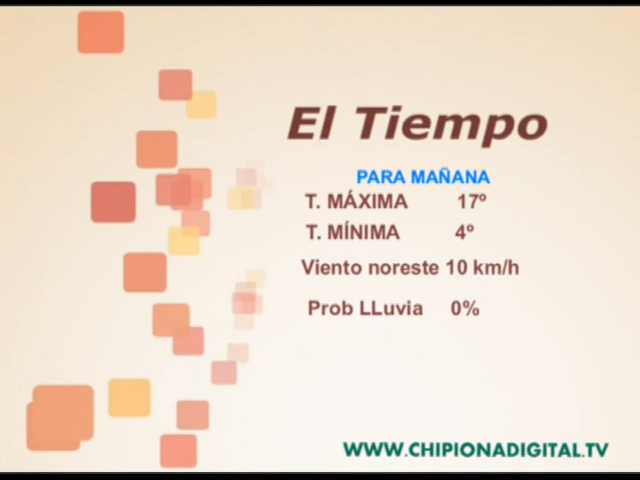 El Tiempo
PARA MAÑANA
T. MÁXIMA 17º
T. MÍNIMA 4º
Viento noreste 10 km/h
Prob LLuvia 0%
WWW.CHIPIONADIGITAL.TV